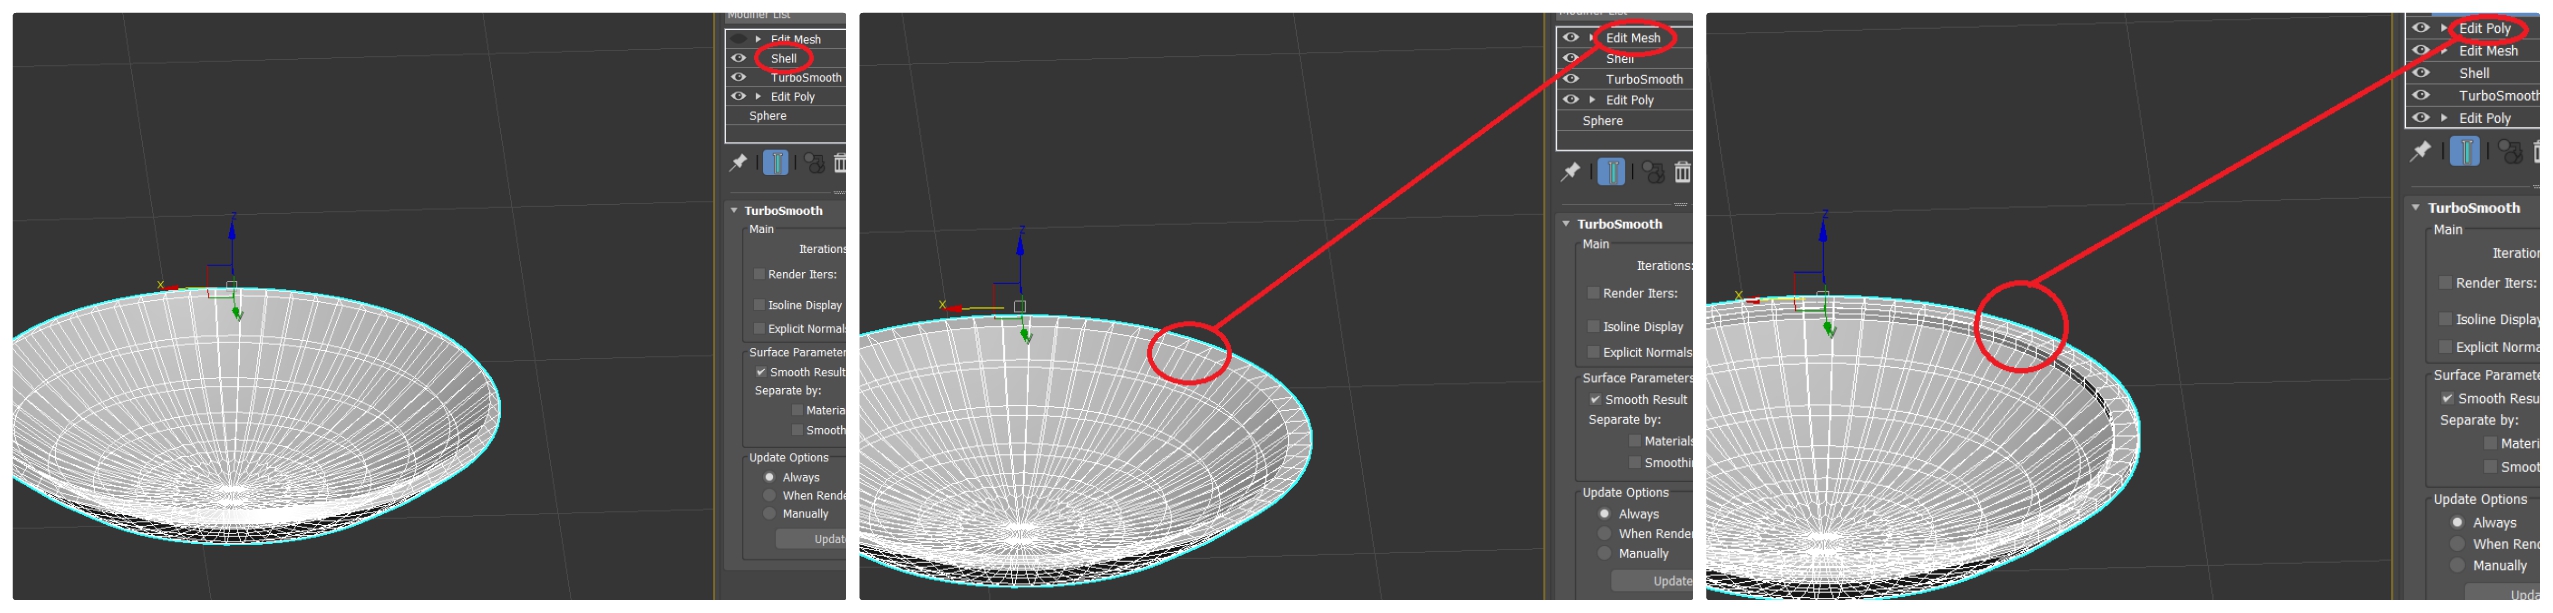 Modifier List
Edit Mesh
Shell
TurboSmooth
Edit Poly
Sphere
TurboSmooth
Main
Iterations
Render Iters:
Isoline Display
Explicit Normals
Surface Parameter
Smooth Result
Separate by:
Materia
Smooth
Update Options
Always
When Rende
Manually
Update
z
x
y
Modifier List
Edit Mesh
Shell
TurboSmooth
Edit Poly
Sphere
TurboSmooth
Main
Iterations:
Render Iters:
Isoline Display
Explicit Normals
Surface Parameters
Smooth Result
Separate by:
Materials
Smoothi
Update Options
Always
When Render
Manually
Update
z
x
y
Edit Poly
Edit Mesh
Shell
TurboSmooth
Edit Poly
TurboSmooth
Main
Iteration
Render Iters:
Isoline Display
Explicit Norma
Surface Paramete
Smooth Resu
Separate by:
Materi
Smoot
Update Options
Always
When Rend
Manually
Upda
z
x
y